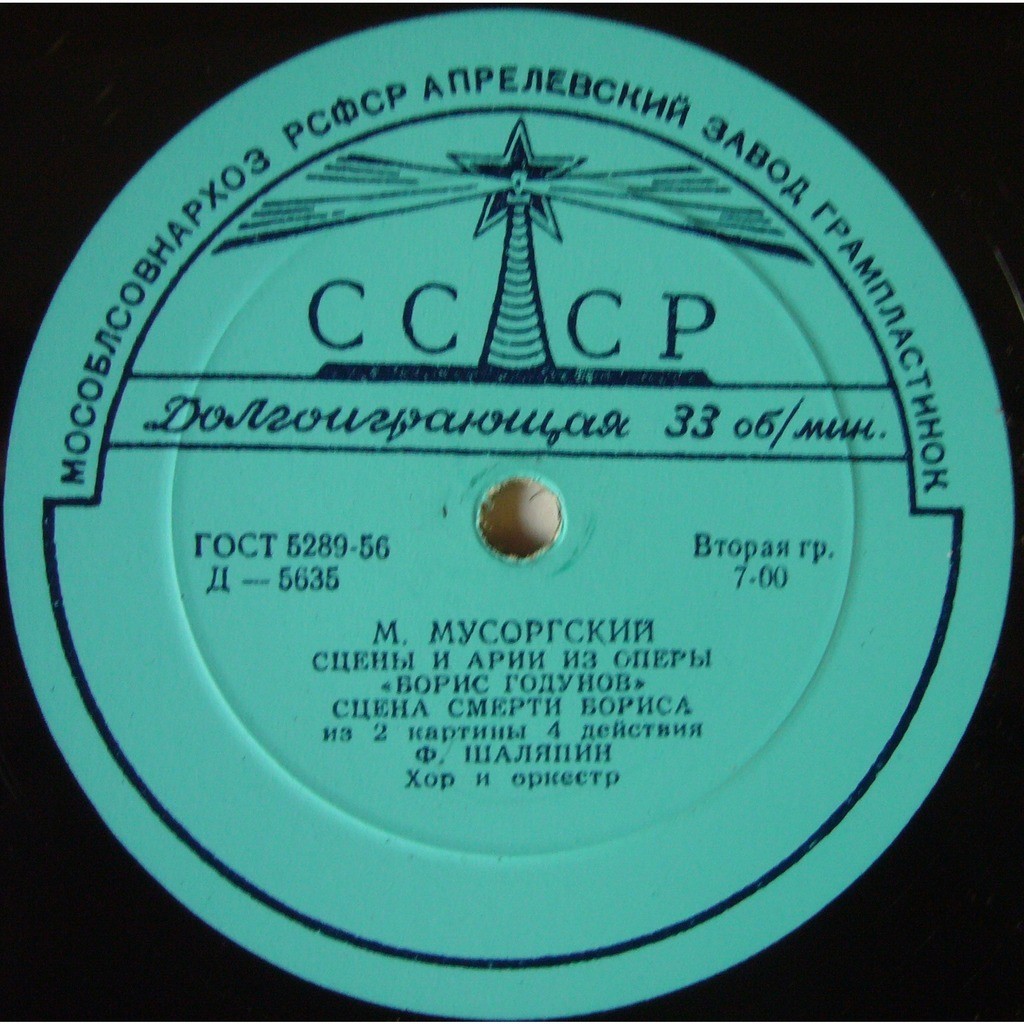 МОСОБЛСОВНАРХОЗ РСФСР АПРЕЛЕВСКИЙ ЗАВОД ГРАМПЛАСТИНОК
СССР
Долгоиграющая 33 об/мин.
ГОСТ 5289-56
Д — 5635
Вторая гр.
7-00
М. МУСОРГСКИЙ
СЦЕНЫ И АРИИ ИЗ ОПЕРЫ
«БОРИС ГОДУНОВ»
СЦЕНА СМЕРТИ БОРИСА
из 2 картины 4 действия
Ф. ШАЛЯПИН
Хор и оркестр